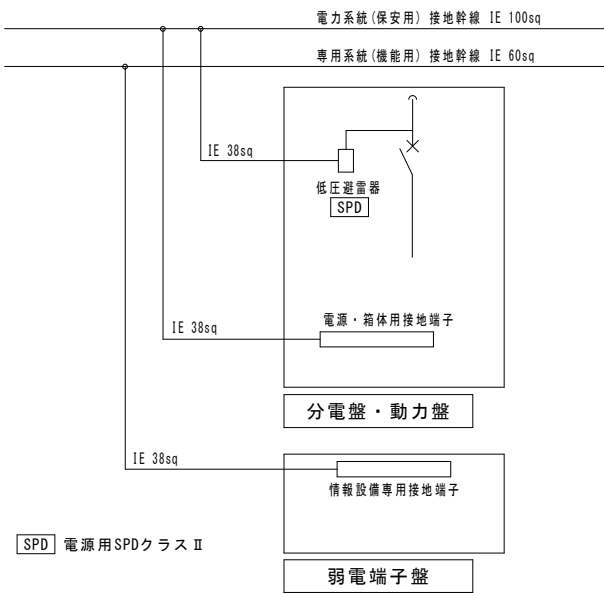 電力系統(保安用) 接地幹線 IE 100sq
専用系統(機能用) 接地幹線 IE 60sq
IE 38sq
低圧避雷器
SPD
電源・箱体用接地端子
IE 38sq
分電盤・動力盤
IE 38sq
情報設備専用接地端子
SPD 電源用SPDクラスⅡ
弱電端子盤